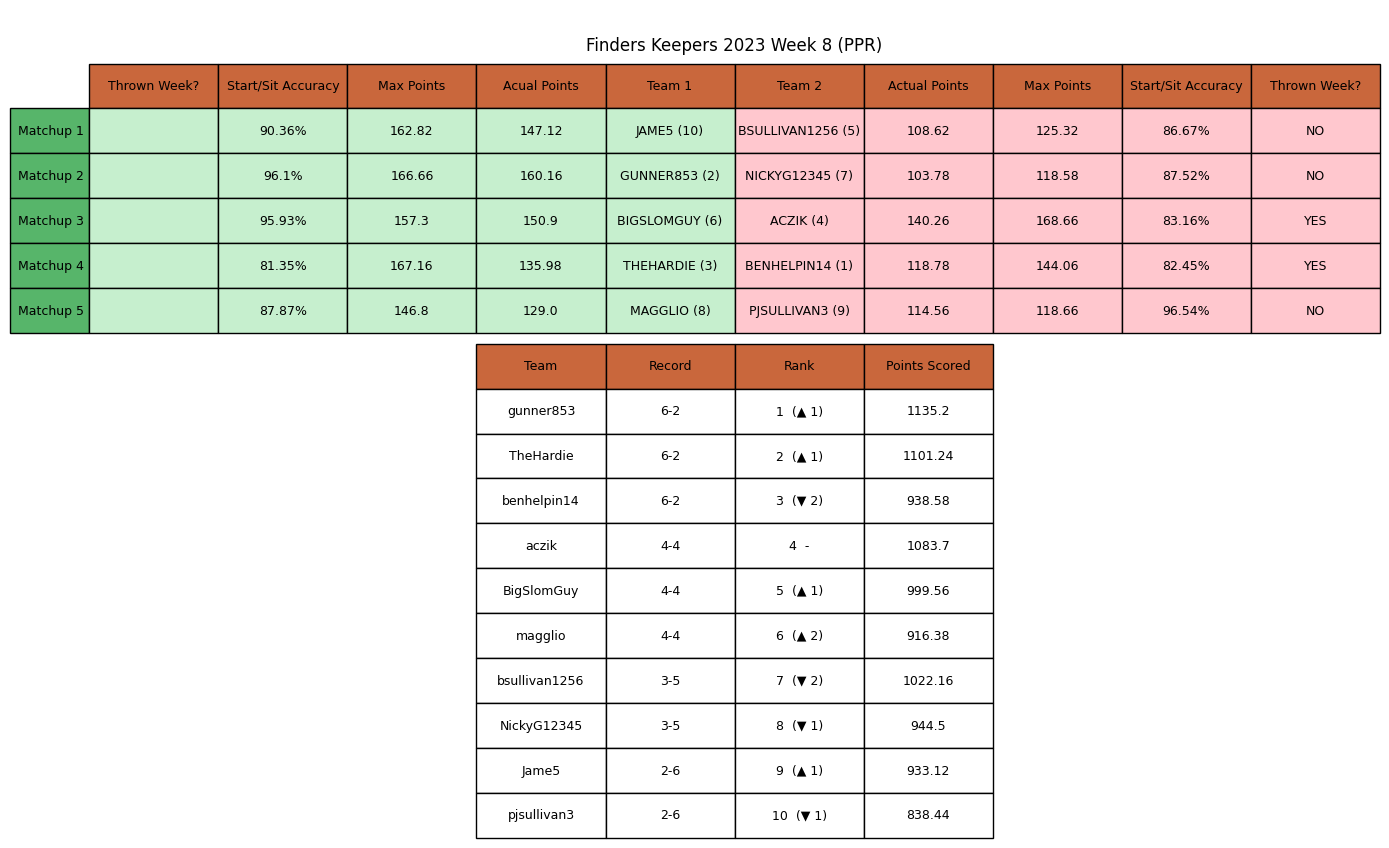 Finders Keepers 2023 Week 8 (PPR)
Thrown Week? Start/Sit Accuracy Max Points Acual Points Team 1 Team 2 Actual Points Max Points Start/Sit Accuracy Thrown Week?
Matchup 1 90.36% 162.82 147.12 JAME5 (10) BSULLIVAN1256 (5) 108.62 125.32 86.67% NO
Matchup 2 96.1% 166.66 160.16 GUNNER853 (2) NICKYG12345 (7) 103.78 118.58 87.52% NO
Matchup 3 95.93% 157.3 150.9 BIGSLOMGUY (6) ACZIK (4) 140.26 168.66 83.16% YES
Matchup 4 81.35% 167.16 135.98 THEHARDIE (3) BENHELPIN14 (1) 118.78 144.06 82.45% YES
Matchup 5 87.87% 146.8 129.0 MAGGLIO (8) PJSULLIVAN3 (9) 114.56 118.66 96.54% NO
Team Record Rank Points Scored
gunner853 6-2 1 (▲ 1) 1135.2
TheHardie 6-2 2 (▲ 1) 1101.24
benhelpin14 6-2 3 (▼ 2) 938.58
aczik 4-4 4 - 1083.7
BigSlomGuy 4-4 5 (▲ 1) 999.56
magglio 4-4 6 (▲ 2) 916.38
bsullivan1256 3-5 7 (▼ 2) 1022.16
NickyG12345 3-5 8 (▼ 1) 944.5
Jame5 2-6 9 (▲ 1) 933.12
pjsullivan3 2-6 10 (▼ 1) 838.44